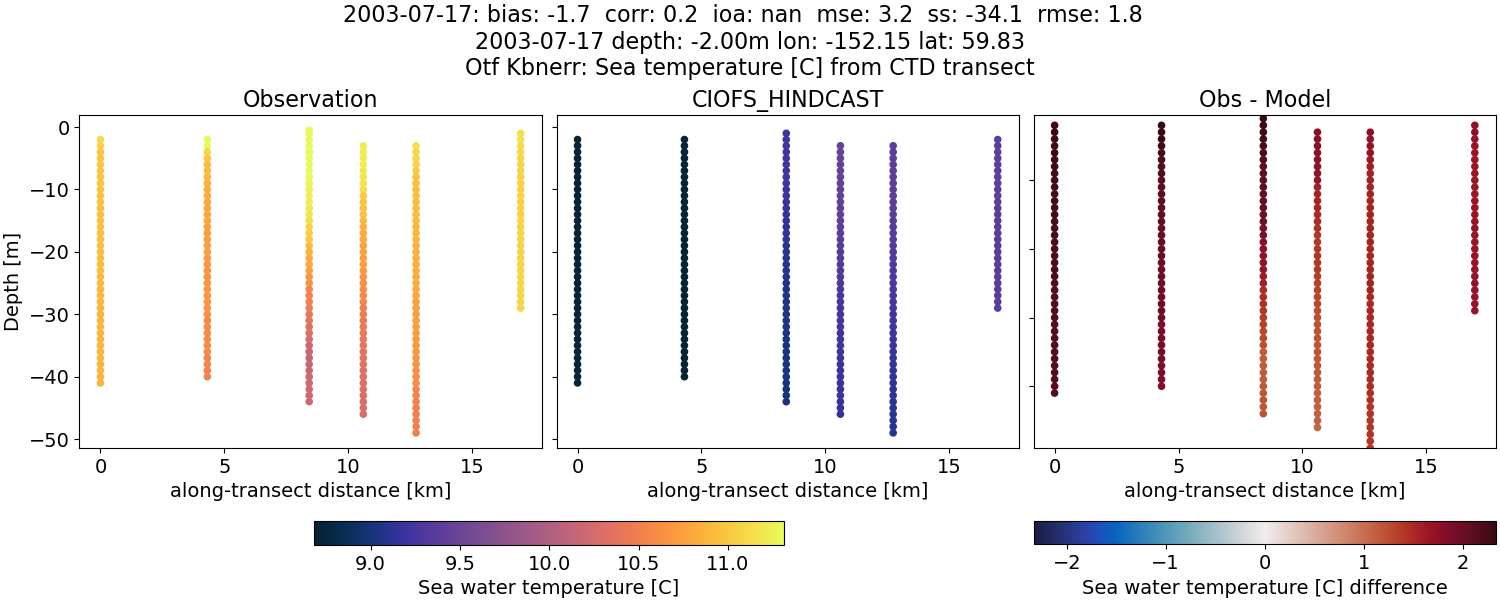 2003-07-17: bias: -1.7  corr: 0.2  ioa: nan  mse: 3.2  ss: -34.1  rmse: 1.8
2003-07-17 depth: -2.00m lon: -152.15 lat: 59.83
Otf Kbnerr: Sea temperature [C] from CTD transect
Observation
CIOFS_HINDCAST
Obs - Model
Depth [m]
0
−10
−20
−30
−40
−50
0 5 10 15
0 5 10 15
0 5 10 15
along-transect distance [km]
along-transect distance [km]
along-transect distance [km]
9.0 9.5 10.0 10.5 11.0
Sea water temperature [C]
−2 −1 0 1 2
Sea water temperature [C] difference